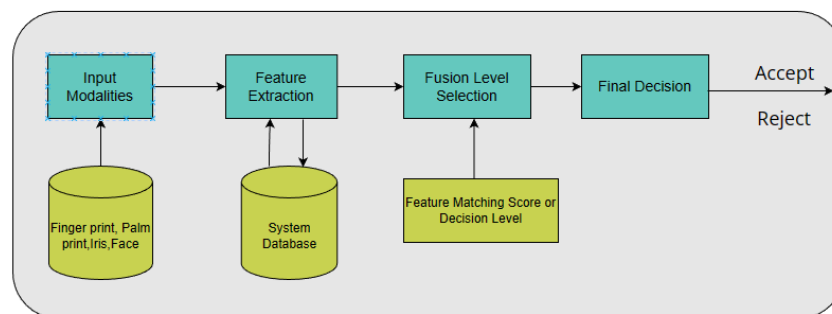 Input
Modalities
Feature
Extraction
Fusion Level
Selection
Final Decision
Accept
Reject
Finger print, Palm
print,Iris,Face
System
Database
Feature Matching Score or
Decision Level